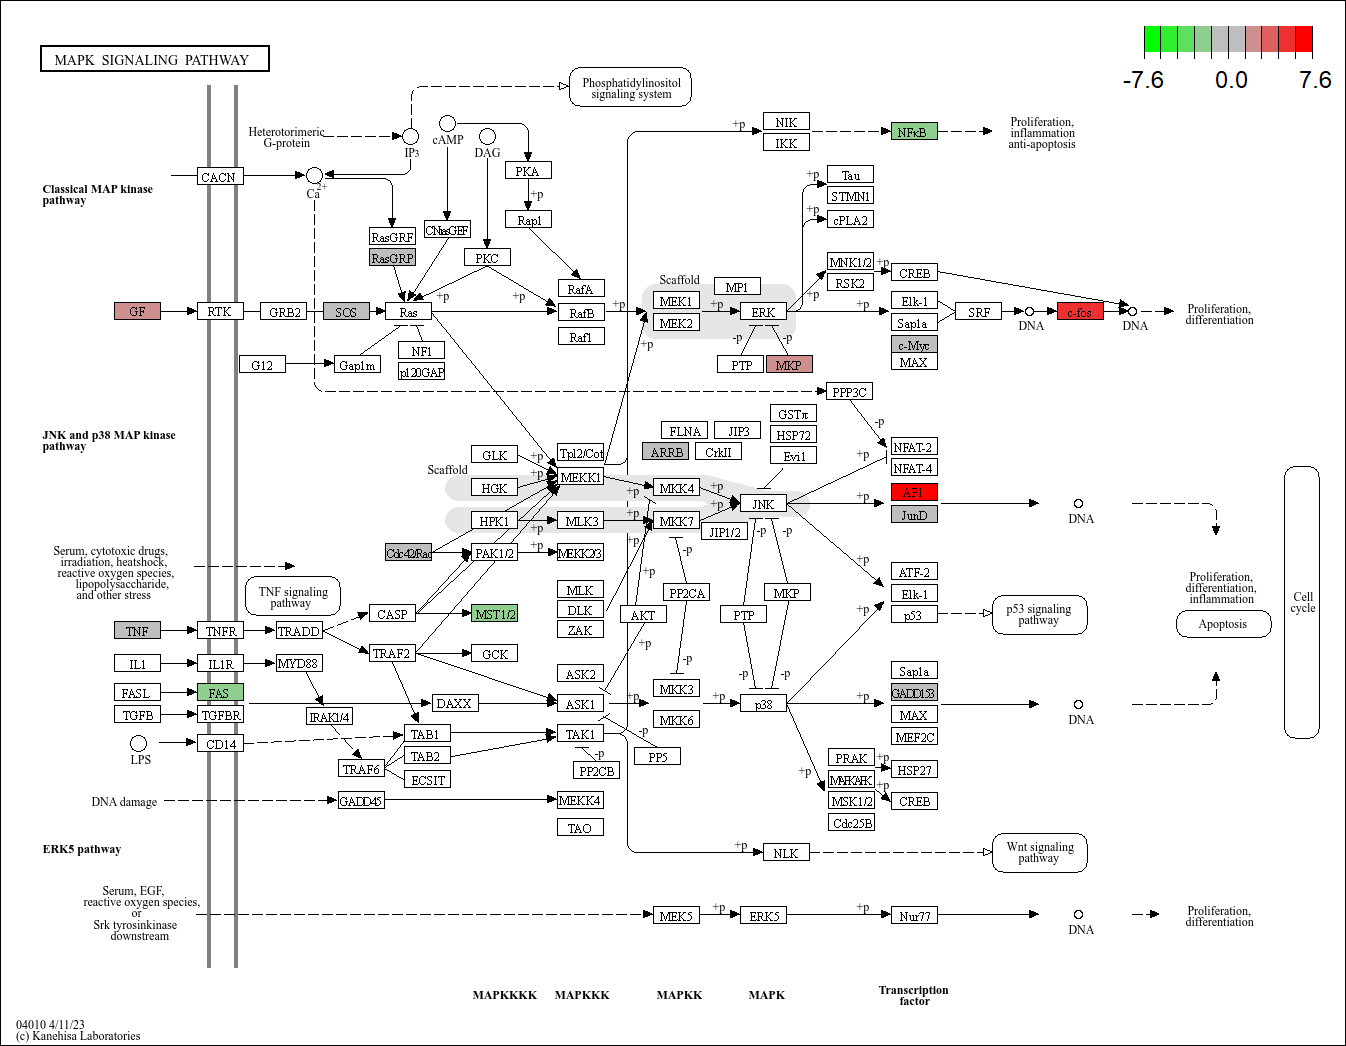 MAPK SIGNALING PATHWAY
-7.6 0.0 7.6
Phosphatidylinositol
signaling system
Heterotorimeric
G-protein
IP3
cAMP
DAG
NIK
IKK
NFκB
Proliferation,
inflammation
anti-apoptosis
+p
CACN
Ca2+
PKA
+p
Rap1
Classical MAP kinase
pathway
RasGRF
RasGRP
CNrasGEF
PKC
Tau
STMN1
cPLA2
+p
+p
Scaffold
MP1
MNK1/2
RSK2
+p
+p
CREB
GF
RTK
GRB2
SOS
Ras
+p
+p
RafA
RafB
Raf1
+p
MEK1
MEK2
+p
ERK
+p
+p
Elk-1
Sap1a
SRF
DNA
c-fos
DNA
Proliferation,
differentiation
c-Myc
MAX
G12
Gap1m
NF1
p120GAP
-p
-p
PTP
MKP
PPP3C
-p
JNK and p38 MAP kinase
pathway
Scaffold
GLK
HGK
HPK1
+p
+p
+p
+p
Tpl2/Cot
MEKK1
MLK3
MEKK2/3
FLNA
JIP3
ARRB
CrkII
GSTπ
HSP72
Evi1
+p
+p
+p
MKK4
MKK7
+p
+p
JNK
JIP1/2
+p
NFAT-2
NFAT-4
+p
AP1
JunD
DNA
Cdc42/Rac
PAK1/2
Serum, cytotoxic drugs,
irradiation, heatshock,
reactive oxygen species,
lipopolysaccharide,
and other stress
TNF signaling
pathway
CASP
MST1/2
MLK
DLK
ZAK
+p
AKT
+p
-p
PP2CA
-p
-p
-p
PTP
MKP
-p
-p
+p
+p
ATF-2
Elk-1
p53
p53 signaling
pathway
Proliferation,
differentiation,
inflammation
Apoptosis
Cell
cycle
TNF
TNFR
TRADD
TRAF2
GCK
IL1
IL1R
MYD88
FASL
FAS
TGFB
TGFBR
IRAK1/4
DAXX
ASK2
ASK1
+p
MKK3
MKK6
+p
p38
+p
Sap1a
GADD153
MAX
MEF2C
DNA
LPS
CD14
TAB1
TAB2
ECSIT
TRAF6
TAK1
-p
-p
PP5
PP2CB
+p
PRAK
MAPKAPK
MSK1/2
Cdc25B
+p
+p
HSP27
CREB
DNA damage
GADD45
MEKK4
TAO
ERK5 pathway
+p
NLK
Wnt signaling
pathway
Serum, EGF,
reactive oxygen species,
or
Srk tyrosinkinase
downstream
MEK5
+p
ERK5
+p
Nur77
DNA
Proliferation,
differentiation
MAPKKKK
MAPKKK
MAPKK
MAPK
Transcription
factor
04010 4/11/23
(c) Kanehisa Laboratories